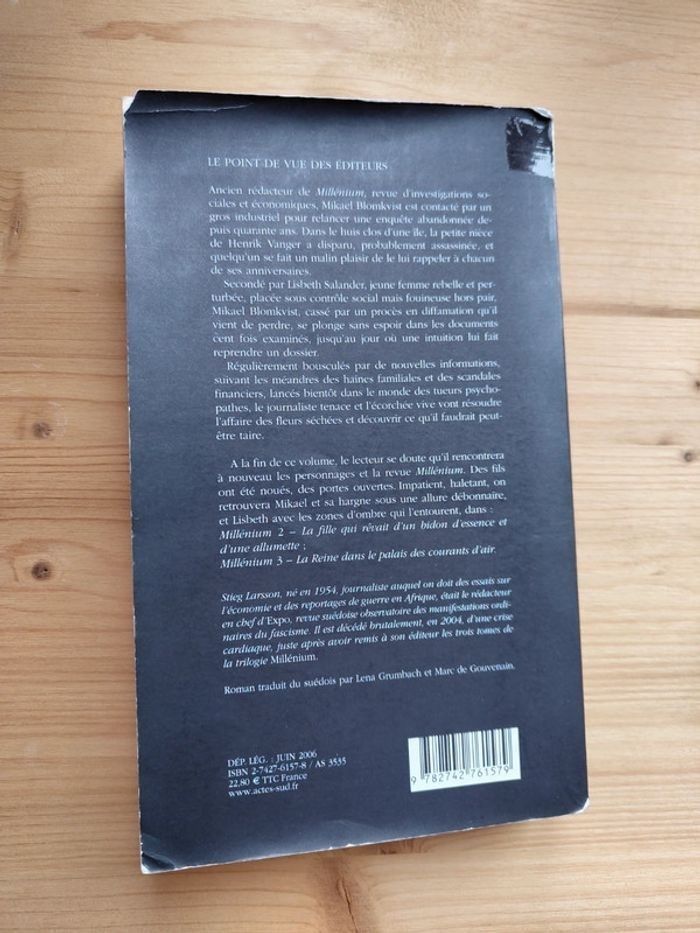 LE POINT DE VUE DES ÉDITEURS
Ancien rédacteur de Millénium, revue d'investigations so-
ciales et économiques, Mikael Blomkvist est contacté par un
gros industriel pour relancer une enquête abandonnée de-
puis quarante ans. Dans le huis clos d'une île, la petite nièce
de Henrik Vanger a disparu, probablement assassinée, et
quelqu'un se fait un malin plaisir de le lui rappeler à chacun
de ses anniversaires.
Secondé par Lisbeth Salander, jeune femme rebelle et per-
turbée, placée sous contrôle social mais fouineuse hors pair,
Mikael Blomkvist, cassé par un procès en diffamation qu'il
vient de perdre, se plonge sans espoir dans les documents
cent fois examinés, jusqu'au jour où une intuition lui fait
reprendre un dossier.
Régulièrement bousculés par de nouvelles informations,
suivant les méandres des haines familiales et des scandales
financiers, lancés bientôt dans le monde des tueurs psycho-
pathes, le journaliste tenace et l'écorchée vive vont résoudre
l'affaire des fleurs séchées et découvrir ce qu'il faudrait peut-
être taire.
A la fin de ce volume, le lecteur se doute qu'il rencontrera
à nouveau les personnages et la revue Millénium. Des fils
ont été noués, des portes ouvertes. Impatient, haletant, on
retrouvera Mikael et sa hargne sous une allure débonnaire,
et Lisbeth avec les zones d'ombre qui l'entourent, dans :
Millénium 2 – La fille qui rêvait d'un bidon d'essence et
d'une allumette ;
Millénium 3 – La Reine dans le palais des courants d'air.
Stieg Larsson, né en 1954, journaliste auquel on doit des essais sur
l'économie et des reportages de guerre en Afrique, était le rédacteur
en chef d'Expo, revue suédoise observatoire des manifestations ordi-
naires du fascisme. Il est décédé brutalement, en 2004, d'une crise
cardiaque, juste après avoir remis à son éditeur les trois tomes de
la trilogie Millénium.
Roman traduit du suédois par Lena Grumbach et Marc de Gouvenain.
DÉP. LÉG. : JUIN 2006
ISBN 2-7427-6157-8 / AS 3535
22,80 € TTC France
www.actes-sud.fr
9 782742 761579